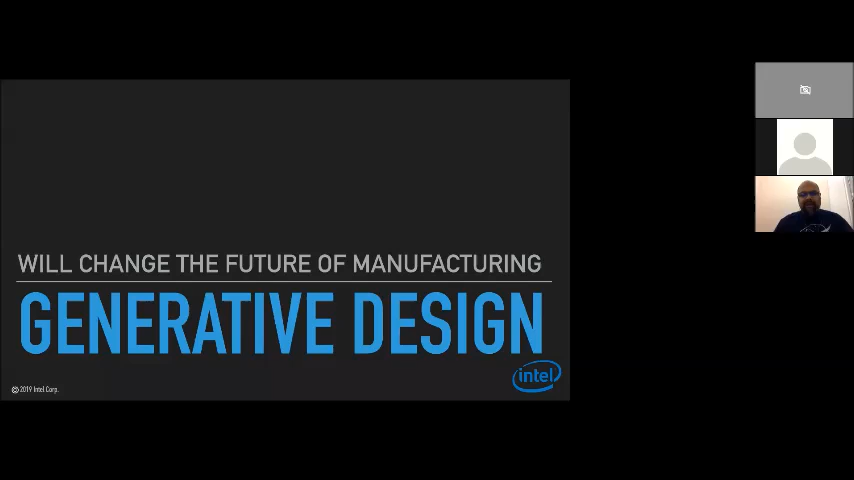 WILL CHANGE THE FUTURE OF MANUFACTURING
GENERATIVE DESIGN
intel
© 2019 Intel Corp.